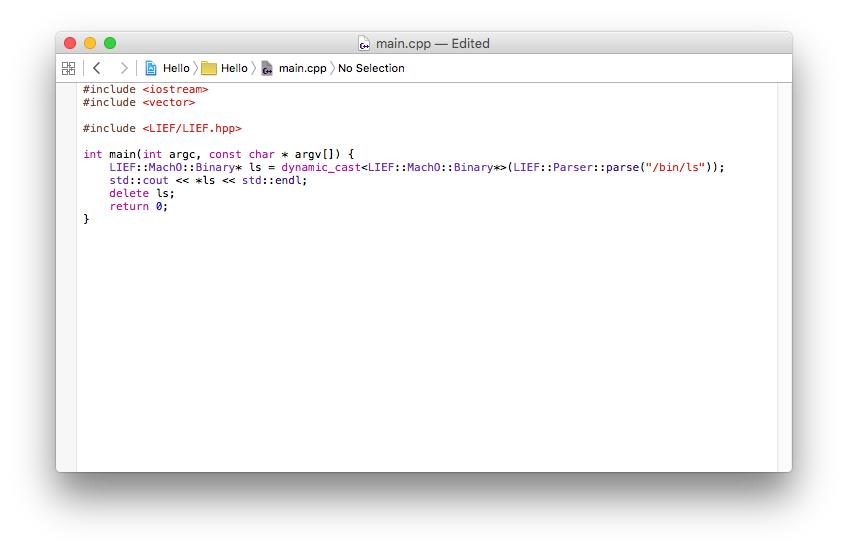 main.cpp — Edited
Hello Hello main.cpp No Selection
#include <iostream>
#include <vector>
#include <LIEF/LIEF.hpp>
int main(int argc, const char * argv[]) {
    LIEF::MachO::Binary* ls = dynamic_cast<LIEF::MachO::Binary*>(LIEF::Parser::parse("/bin/ls"));
    std::cout << *ls << std::endl;
    delete ls;
    return 0;
}